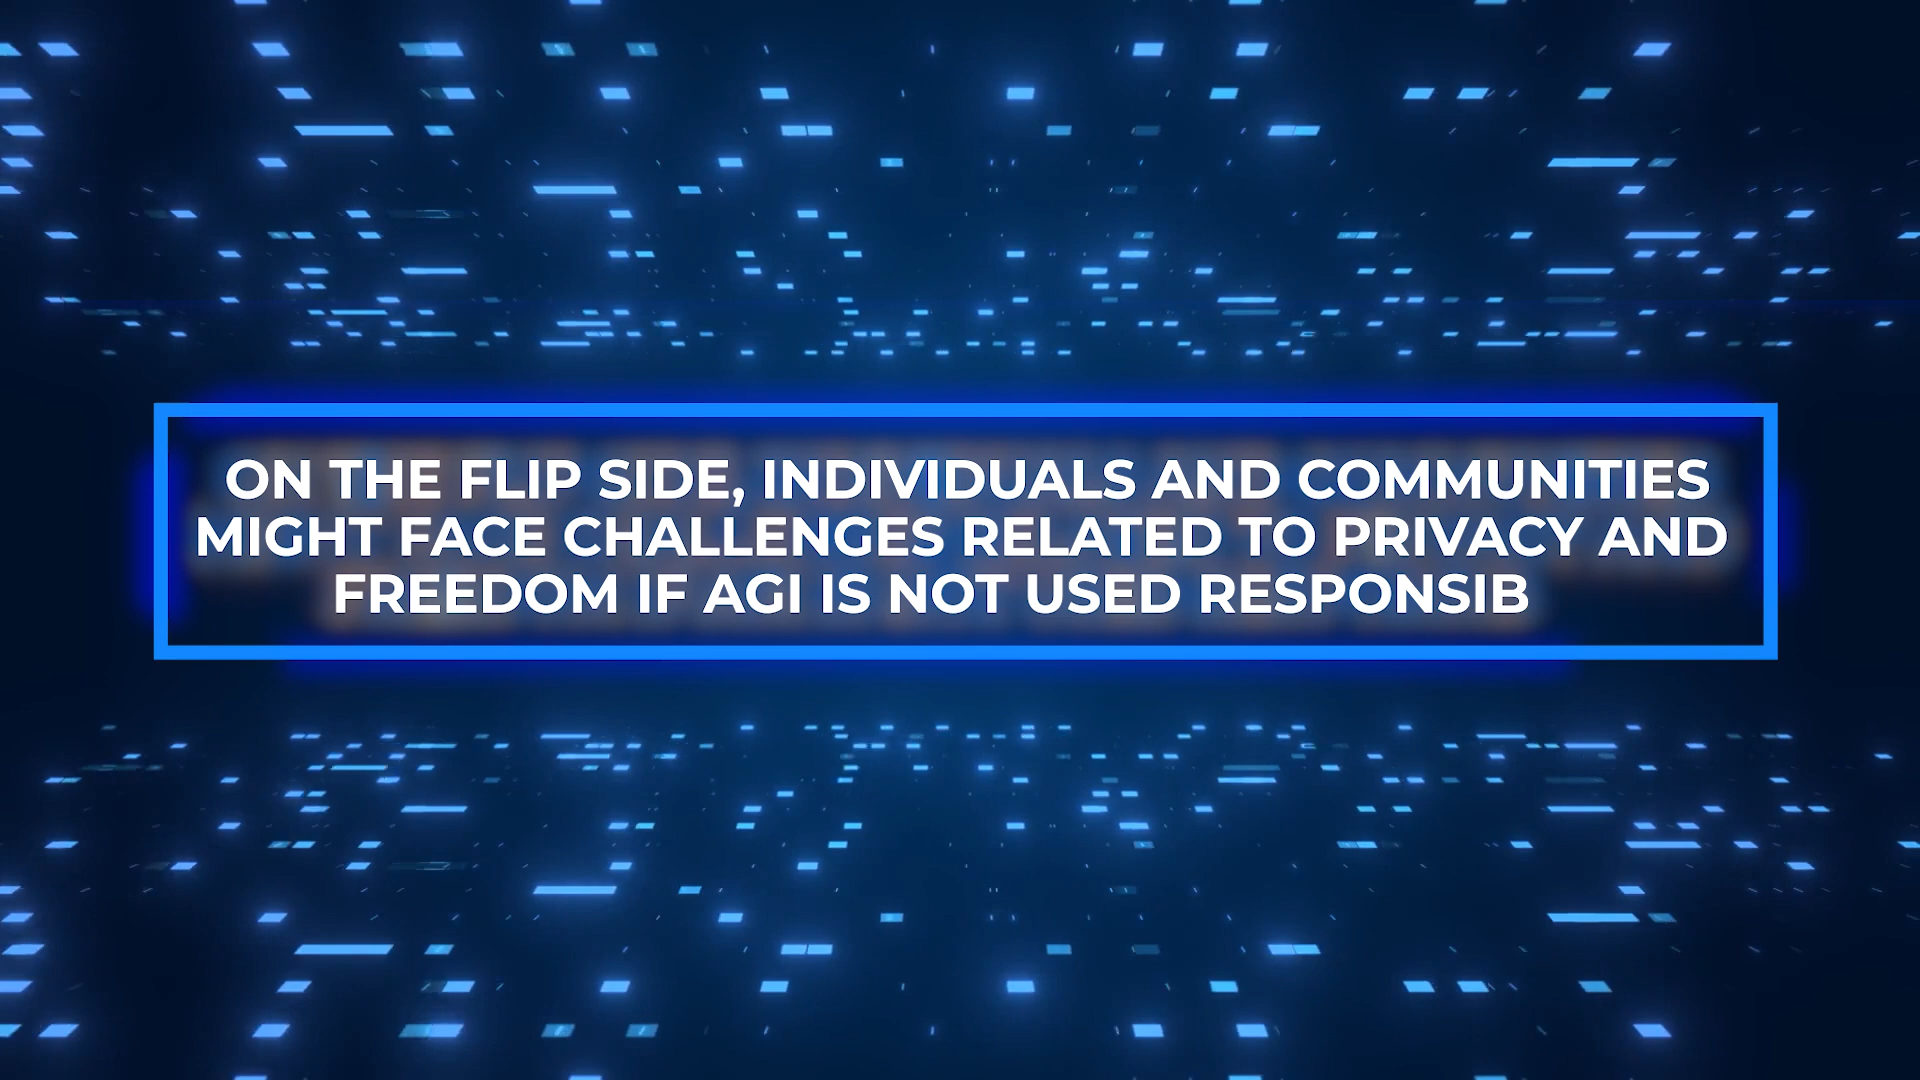 ON THE FLIP SIDE, INDIVIDUALS AND COMMUNITIES
MIGHT FACE CHALLENGES RELATED TO PRIVACY AND
FREEDOM IF AGI IS NOT USED RESPONSIB